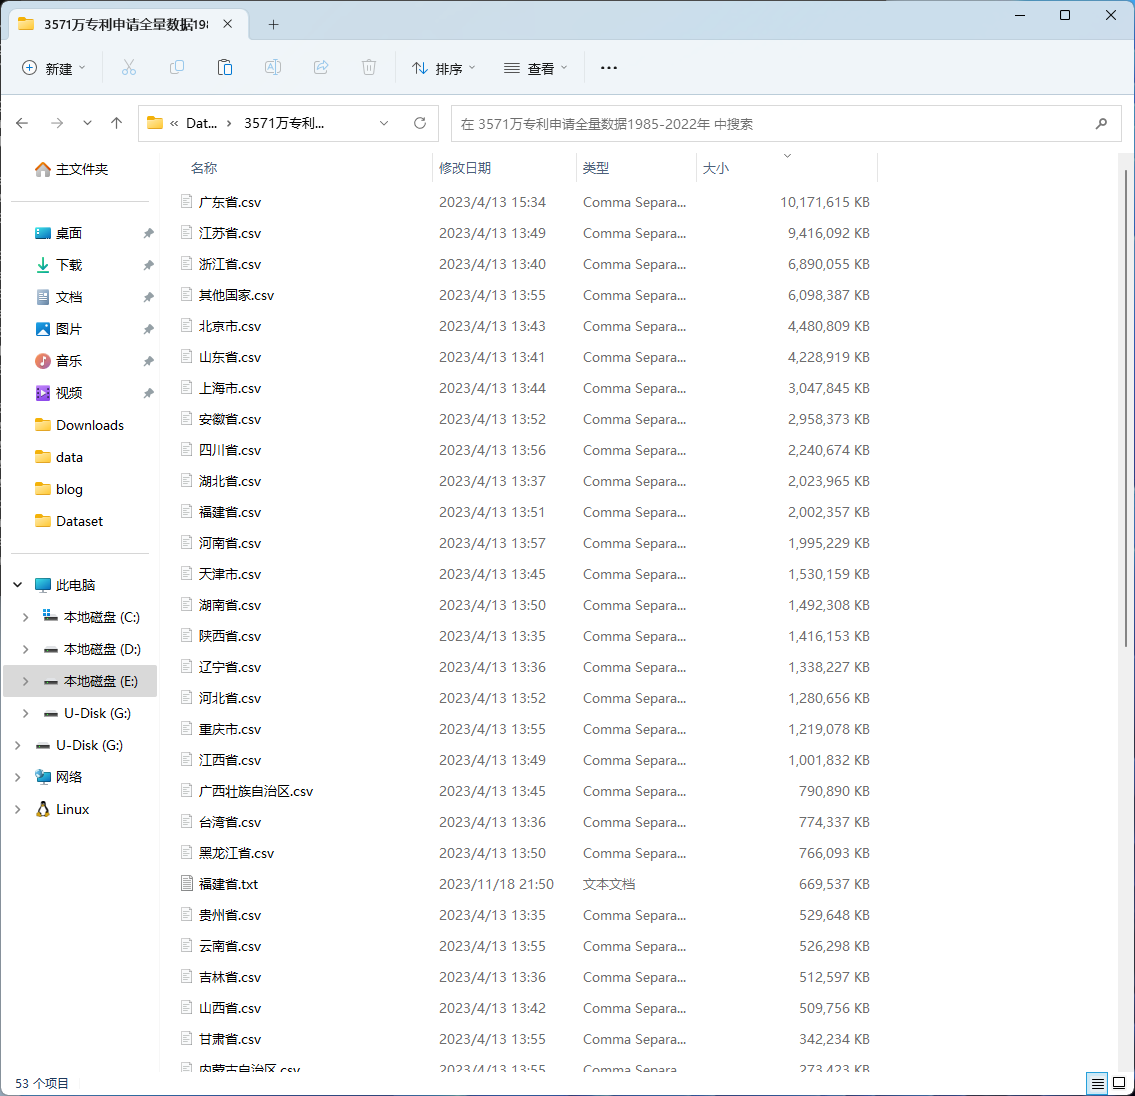 3571万专利申请全量数据198
新建
排序
查看
Dat...
3571万专利...
在 3571万专利申请全量数据1985-2022年 中搜索
主文件夹
桌面
下载
文档
图片
音乐
视频
Downloads
data
blog
Dataset
此电脑
本地磁盘 (C:)
本地磁盘 (D:)
本地磁盘 (E:)
U-Disk (G:)
U-Disk (G:)
网络
Linux
名称 修改日期 类型 大小
广东省.csv 2023/4/13 15:34 Comma Separa... 10,171,615 KB
江苏省.csv 2023/4/13 13:49 Comma Separa... 9,416,092 KB
浙江省.csv 2023/4/13 13:40 Comma Separa... 6,890,055 KB
其他国家.csv 2023/4/13 13:55 Comma Separa... 6,098,387 KB
北京市.csv 2023/4/13 13:43 Comma Separa... 4,480,809 KB
山东省.csv 2023/4/13 13:41 Comma Separa... 4,228,919 KB
上海市.csv 2023/4/13 13:44 Comma Separa... 3,047,845 KB
安徽省.csv 2023/4/13 13:52 Comma Separa... 2,958,373 KB
四川省.csv 2023/4/13 13:56 Comma Separa... 2,240,674 KB
湖北省.csv 2023/4/13 13:37 Comma Separa... 2,023,965 KB
福建省.csv 2023/4/13 13:51 Comma Separa... 2,002,357 KB
河南省.csv 2023/4/13 13:57 Comma Separa... 1,995,229 KB
天津市.csv 2023/4/13 13:45 Comma Separa... 1,530,159 KB
湖南省.csv 2023/4/13 13:50 Comma Separa... 1,492,308 KB
陕西省.csv 2023/4/13 13:35 Comma Separa... 1,416,153 KB
辽宁省.csv 2023/4/13 13:36 Comma Separa... 1,338,227 KB
河北省.csv 2023/4/13 13:52 Comma Separa... 1,280,656 KB
重庆市.csv 2023/4/13 13:55 Comma Separa... 1,219,078 KB
江西省.csv 2023/4/13 13:49 Comma Separa... 1,001,832 KB
广西壮族自治区.csv 2023/4/13 13:45 Comma Separa... 790,890 KB
台湾省.csv 2023/4/13 13:36 Comma Separa... 774,337 KB
黑龙江省.csv 2023/4/13 13:50 Comma Separa... 766,093 KB
福建省.txt 2023/11/18 21:50 文本文档 669,537 KB
贵州省.csv 2023/4/13 13:35 Comma Separa... 529,648 KB
云南省.csv 2023/4/13 13:55 Comma Separa... 526,298 KB
吉林省.csv 2023/4/13 13:36 Comma Separa... 512,597 KB
山西省.csv 2023/4/13 13:42 Comma Separa... 509,756 KB
甘肃省.csv 2023/4/13 13:55 Comma Separa... 342,234 KB
内蒙古自治区.csv 2023/4/13 13:55 Comma Separa... 273,423 KB
53 个项目